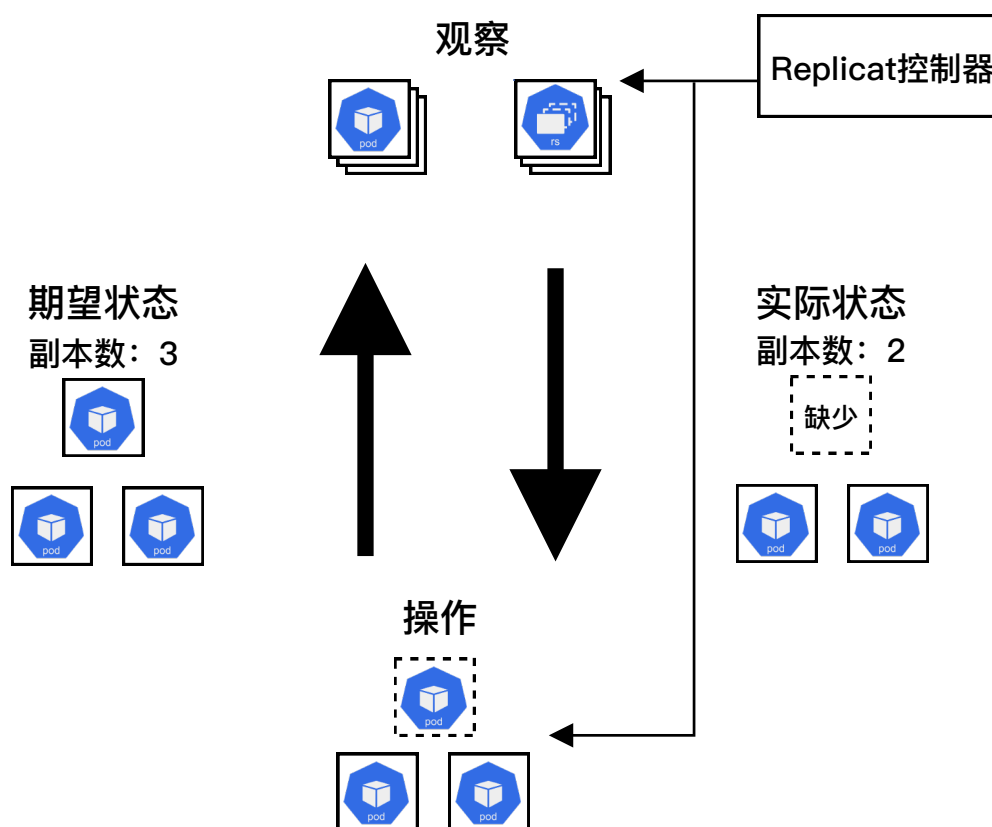 观察
Replicat控制器
pod
rs
期望状态
副本数：3
pod
pod
pod
实际状态
副本数：2
缺少
pod
pod
操作
pod
pod
pod